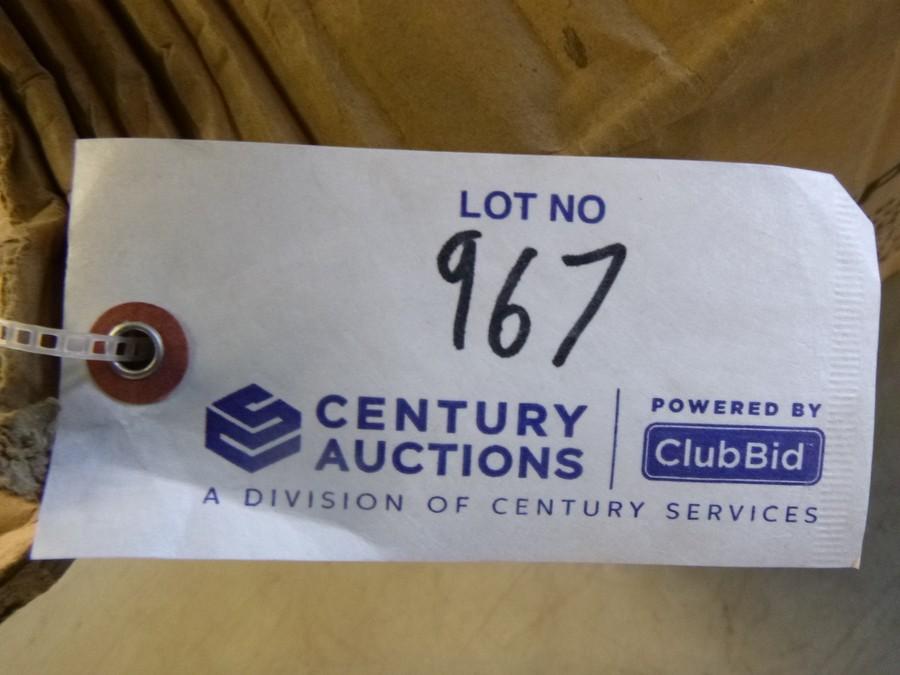 LOT NO
967
CENTURY
AUCTIONS
A DIVISION OF CENTURY SERVICES
POWERED BY
ClubBid